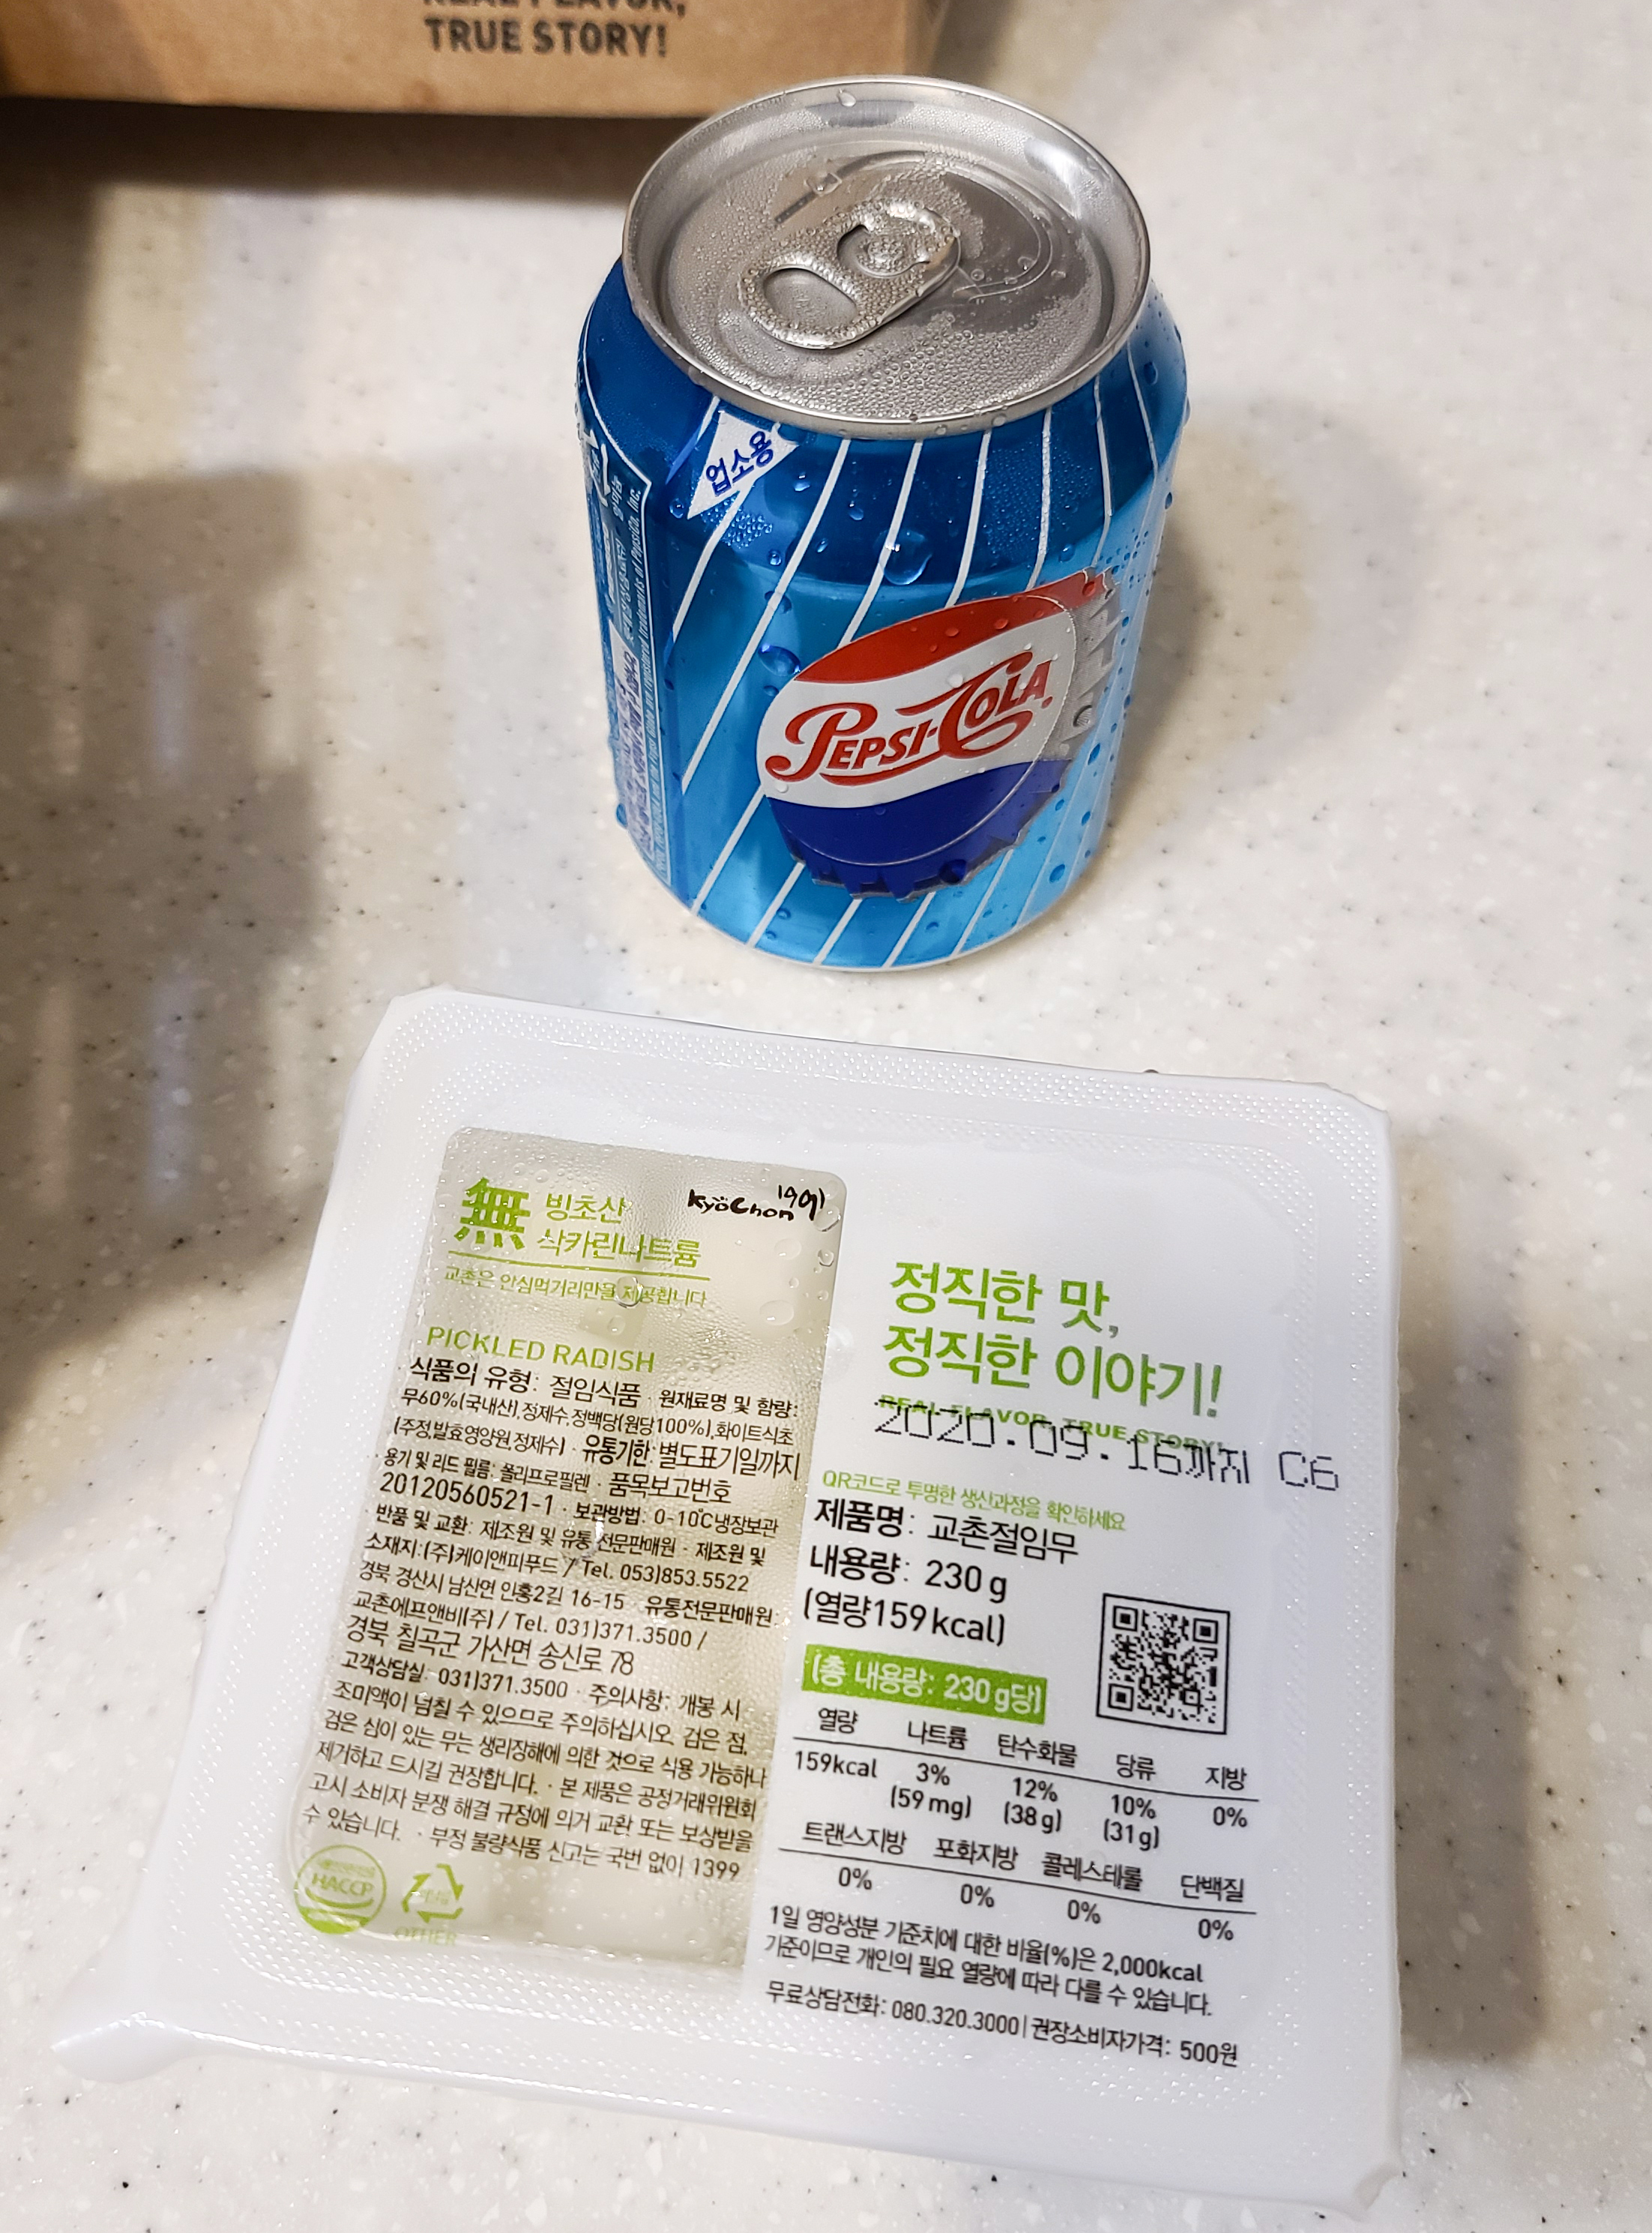 TRUE STORY!
업소용
PEPSI-COLA
無 빙초산
삭카린나트륨
KyöChon 1991
교촌은 안심먹거리만을 제공합니다
PICKLED RADISH
식품의 유형: 절임식품 · 원재료명 및 함량:
무60%(국내산),정제수,정백당(원당100%),화이트식초
(주정,발효영양원,정제수) · 유통기한:별도표기일까지
· 용기 및 리드 필름: 폴리프로필렌 · 품목보고번호
20120560521-1 · 보관방법: 0-10℃냉장보관
· 반품 및 교환: 제조원 및 유통 전문판매원 · 제조원 및
소재지:(주)케이앤피푸드 / Tel. 053)853.5522
경북 경산시 남산면 인흥2길 16-15 · 유통전문판매원:
교촌에프앤비(주) / Tel. 031)371.3500 /
경북 칠곡군 가산면 송신로 78
· 고객상담실: 031)371.3500 · 주의사항: 개봉 시
조미액이 넘칠 수 있으므로 주의하십시오. 검은 점,
검은 심이 있는 무는 생리장해에 의한 것으로 식용 가능하나
제거하고 드시길 권장합니다. · 본 제품은 공정거래위원회
고시 소비자 분쟁 해결 규정에 의거 교환 또는 보상받을
수 있습니다. · 부정 불량식품 신고는 국번 없이 1399
HACCP
OTHER
정직한 맛,
정직한 이야기!
REAL FLAVOR, TRUE STORY!
2020.09.16까지 C6
QR코드로 투명한 생산과정을 확인하세요
제품명: 교촌절임무
내용량: 230 g
(열량159 kcal)
(총 내용량: 230 g당)
열량 나트륨 탄수화물 당류 지방
159kcal 3% 12% 10% 0%
(59 mg) (38 g) (31 g)
트랜스지방 포화지방 콜레스테롤 단백질
0% 0% 0% 0%
1일 영양성분 기준치에 대한 비율(%)은 2,000kcal
기준이므로 개인의 필요 열량에 따라 다를 수 있습니다.
무료상담전화: 080.320.3000 | 권장소비자가격: 500원